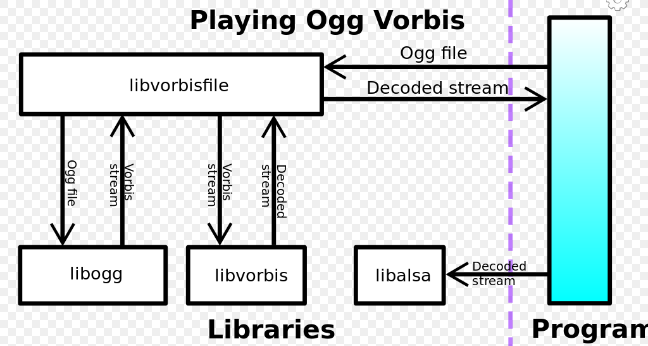 Playing Ogg Vorbis
Ogg file
libvorbisfile
Decoded stream
Ogg file
Vorbis
stream
Vorbis
stream
Decoded
stream
libogg
libvorbis
libalsa
Decoded
stream
Libraries
Program